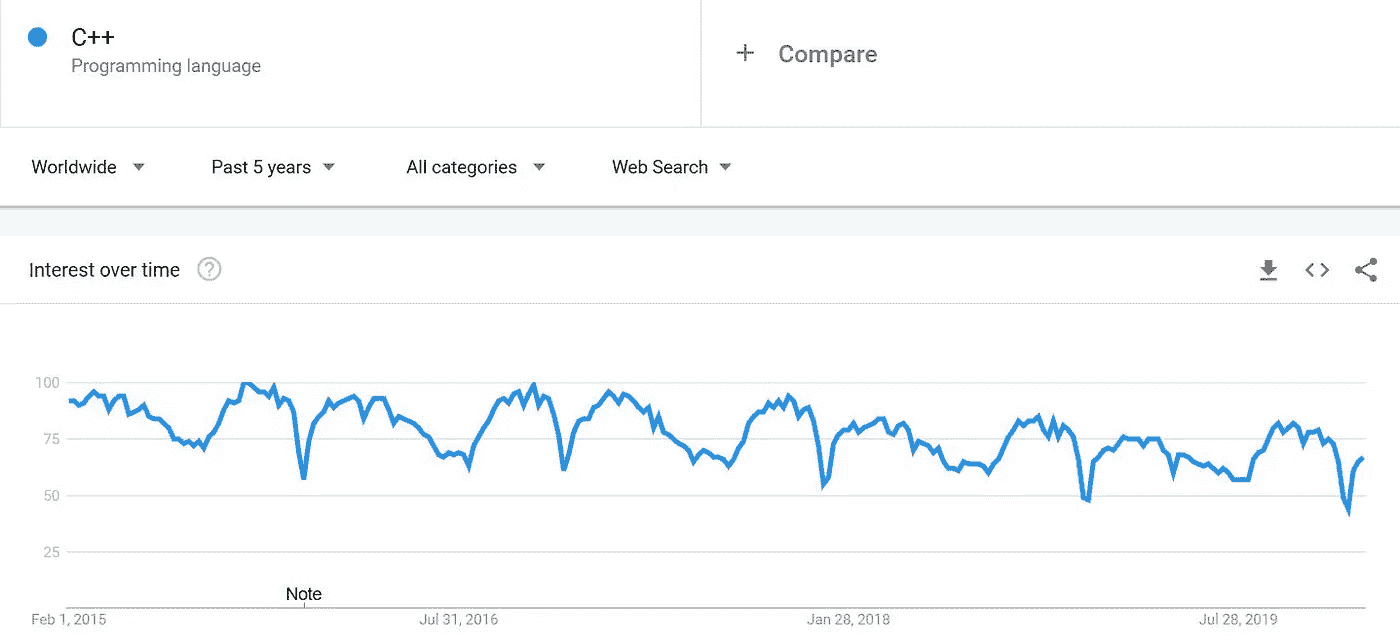 C++
Programming language
+ Compare
Worldwide
Past 5 years
All categories
Web Search
Interest over time ?
100
75
50
25
Note
Feb 1, 2015
Jul 31, 2016
Jan 28, 2018
Jul 28, 2019